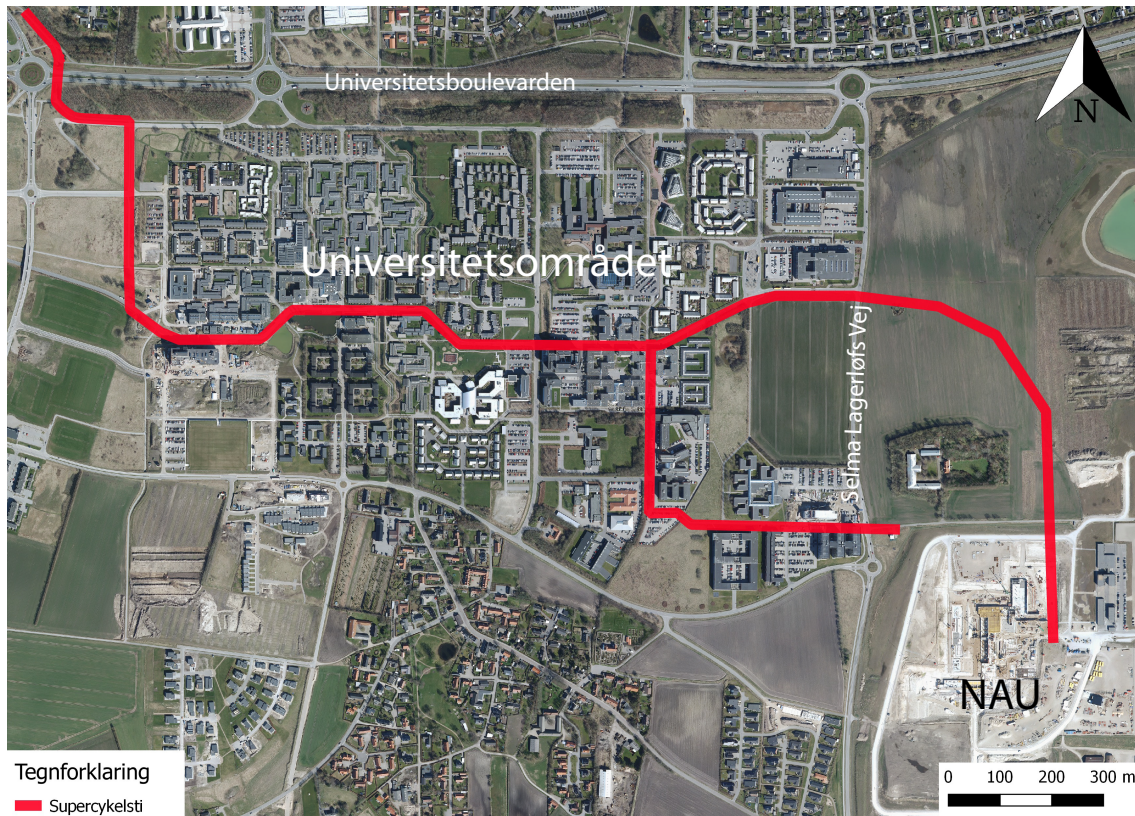 Universitetsboulevarden
N
Universitetsområdet
Selma Lagerløfs Vej
NAU
Tegnforklaring
Supercykelsti
0 100 200 300 m